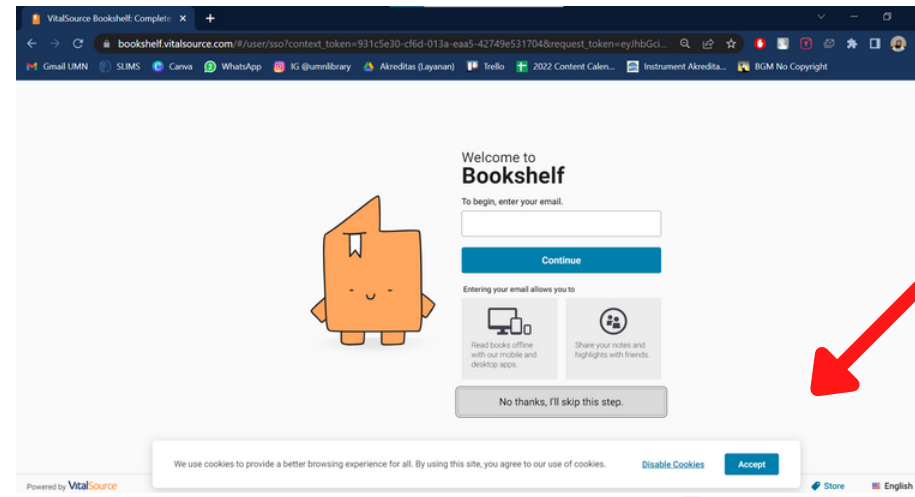 VitalSource Bookshelf: Complete
bookshelf.vitalsource.com/#/user/sso?context_token=931c5e30-cf6d-013a-eaa5-42749e531704&request_token=eyJhbGci...
Gmail UMN SLIMS Canva WhatsApp IG @umnlibrary Akreditas (Layanan) Trello 2022 Content Calen... Instrument Akredita... BGM No Copyright
Welcome to
Bookshelf
To begin, enter your email.
Continue
Entering your email allows you to
Read books offline
with our mobile and
desktop apps.
Share your notes and
highlights with friends.
No thanks, I'll skip this step.
We use cookies to provide a better browsing experience for all. By using this site, you agree to our use of cookies. Disable Cookies Accept
Powered by VitalSource Store English